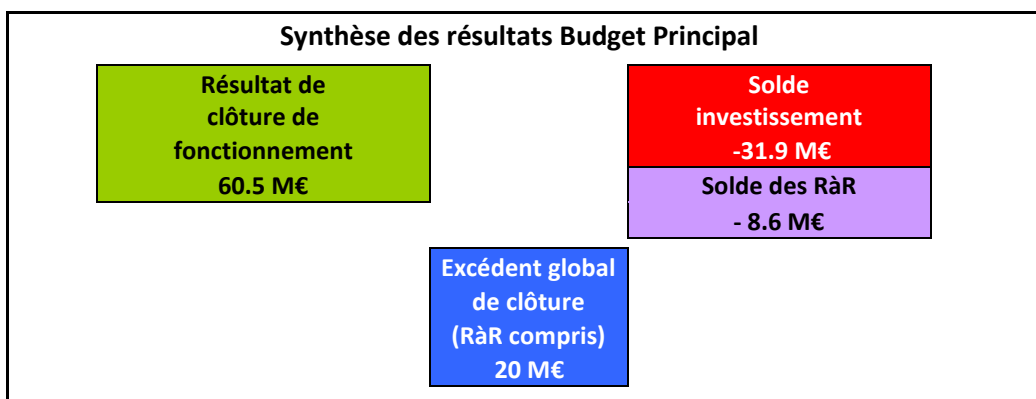 Synthèse des résultats Budget Principal
Résultat de
clôture de
fonctionnement
60.5 M€
Solde
investissement
-31.9 M€
Solde des RàR
- 8.6 M€
Excédent global
de clôture
(RàR compris)
20 M€